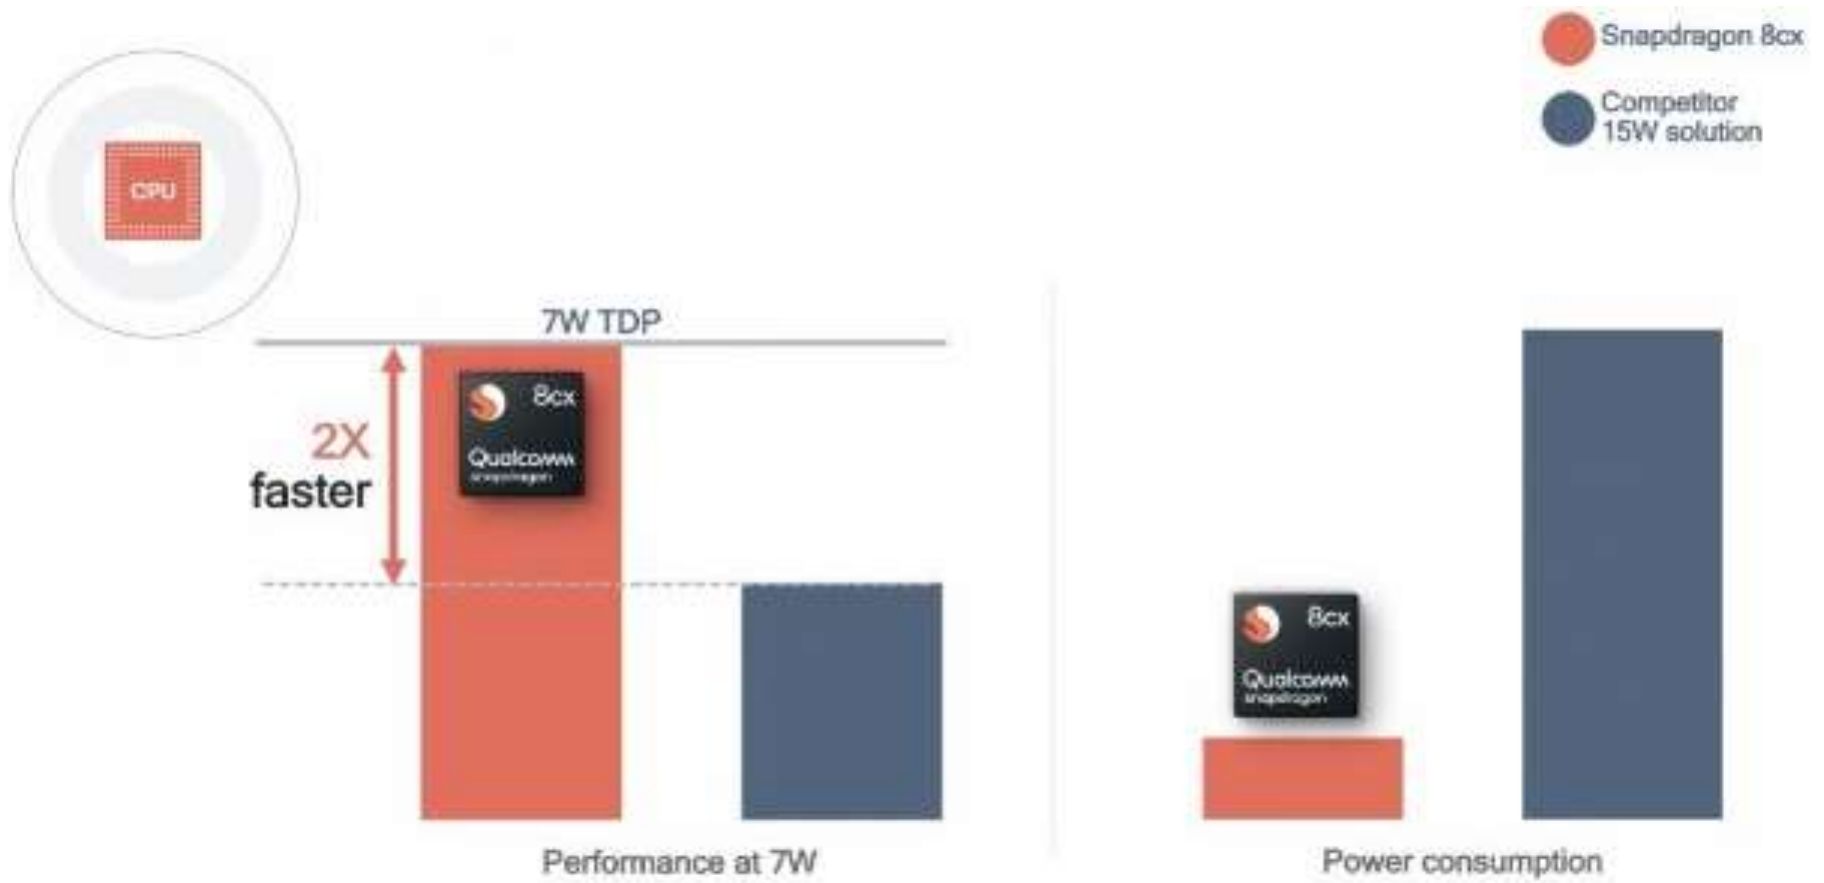 Snapdragon 8cx
Competitor
15W solution
CPU
7W TDP
2X
faster
8cx
Qualcomm
snapdragon
8cx
Qualcomm
snapdragon
Performance at 7W
Power consumption